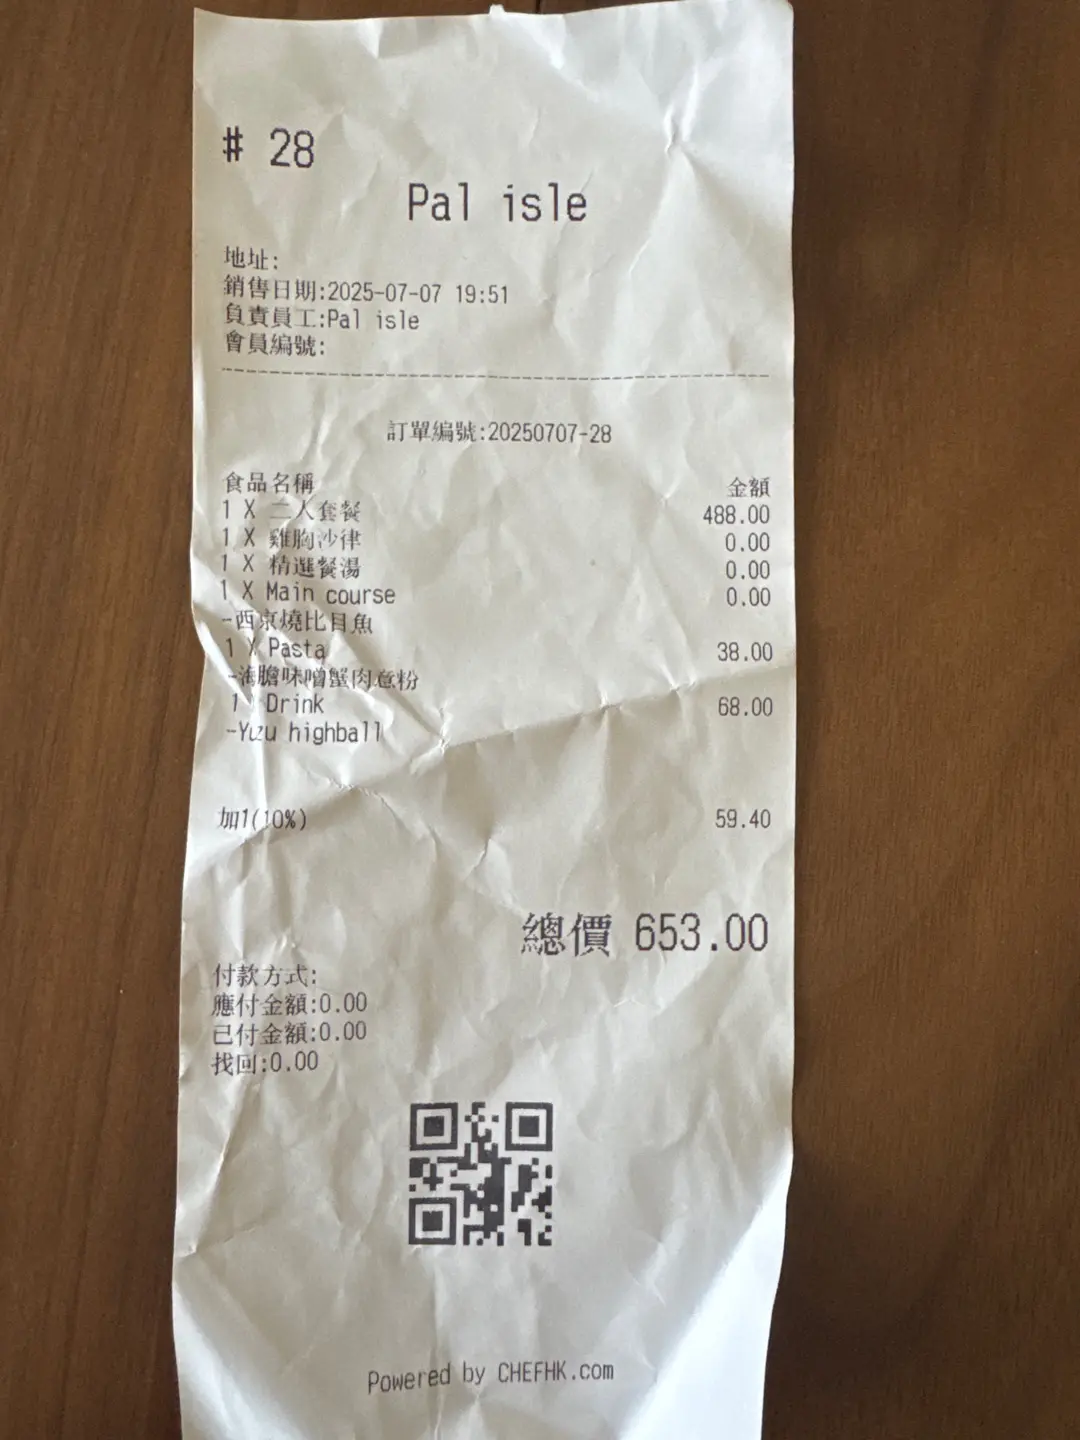 # 28
Pal isle
地址:
銷售日期:2025-07-07 19:51
負責員工:Pal isle
會員編號:
訂單編號:20250707-28
食品名稱 金額
1 X 二人套餐 488.00
1 X 雞胸沙律 0.00
1 X 精選餐湯 0.00
1 X Main course 0.00
-西京燒比目魚
1 X Pasta 38.00
-海膽味噌蟹肉意粉
1 X Drink 68.00
-Yuzu highball
加1(10%) 59.40
總價 653.00
付款方式:
應付金額:0.00
已付金額:0.00
找回:0.00
Powered by CHEFHK.com